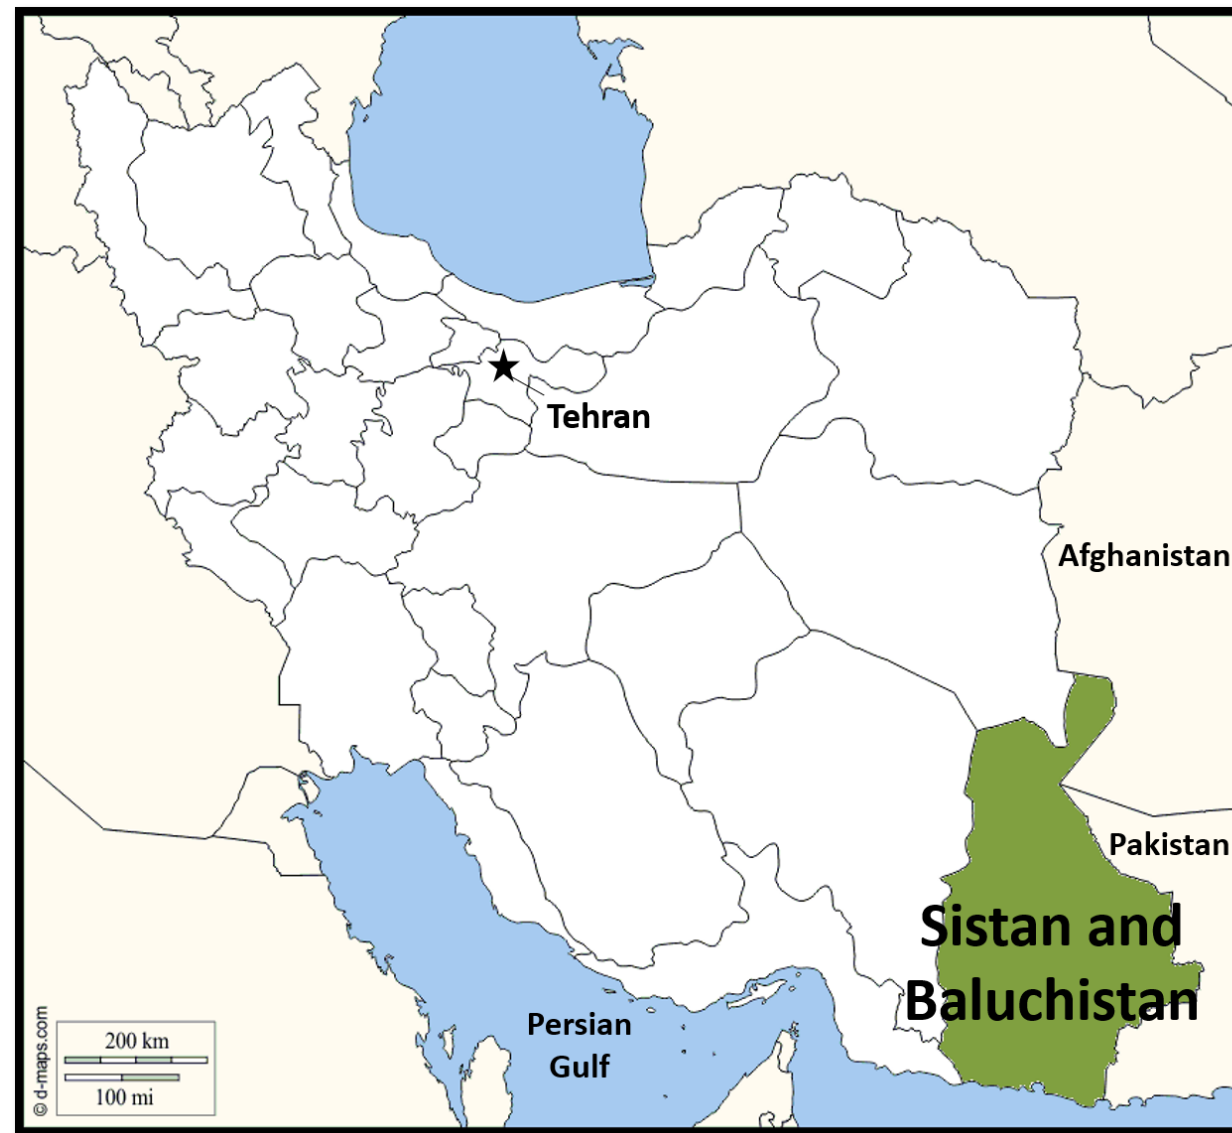 Tehran
Afghanistan
Pakistan
Sistan and
Baluchistan
Persian
Gulf
200 km
100 mi
© d-maps.com